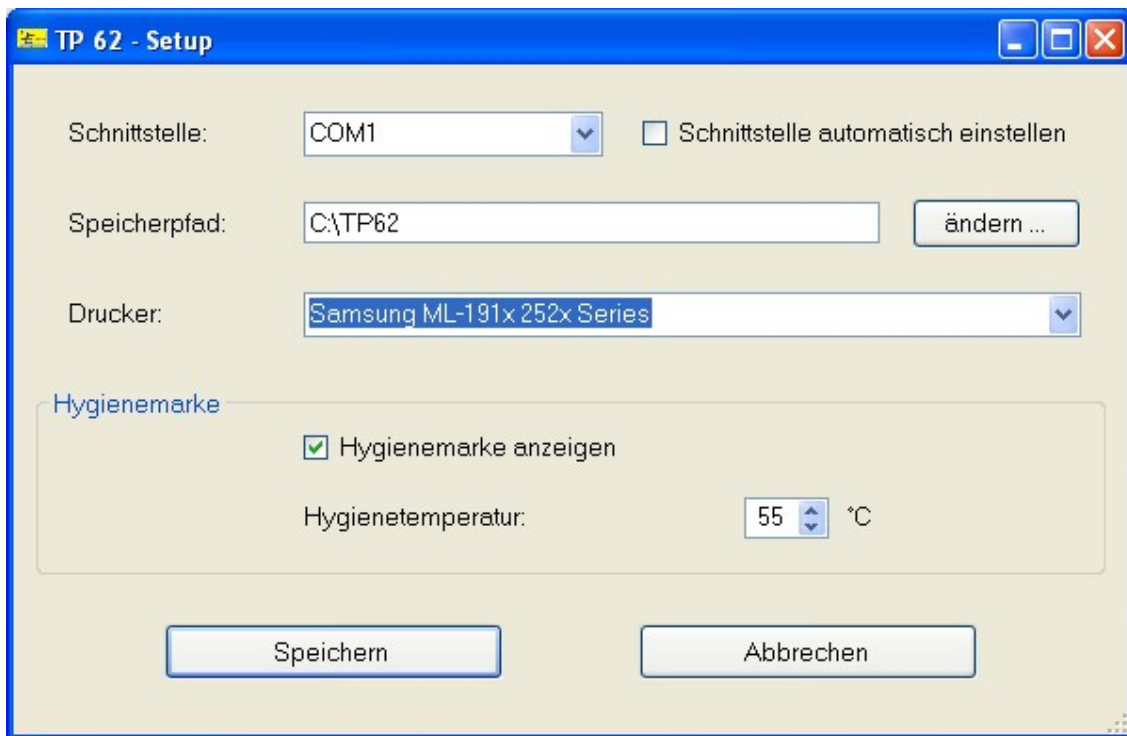 TP 62 - Setup
Schnittstelle: COM1 Schnittstelle automatisch einstellen
Speicherpfad: C:\TP62 ändern ...
Drucker: Samsung ML-191x 252x Series
Hygienemarke
Hygienemarke anzeigen
Hygienetemperatur: 55 °C
Speichern Abbrechen